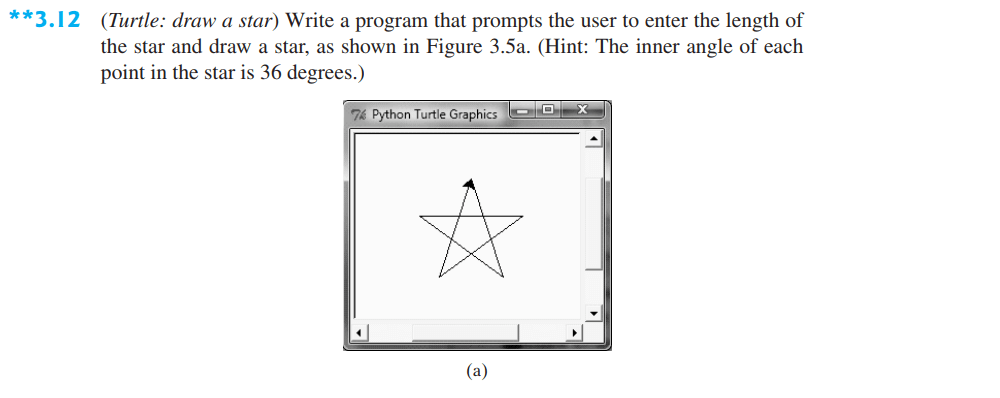 **3.12 (Turtle: draw a star) Write a program that prompts the user to enter the length of
the star and draw a star, as shown in Figure 3.5a. (Hint: The inner angle of each
point in the star is 36 degrees.)
Python Turtle Graphics
(a)